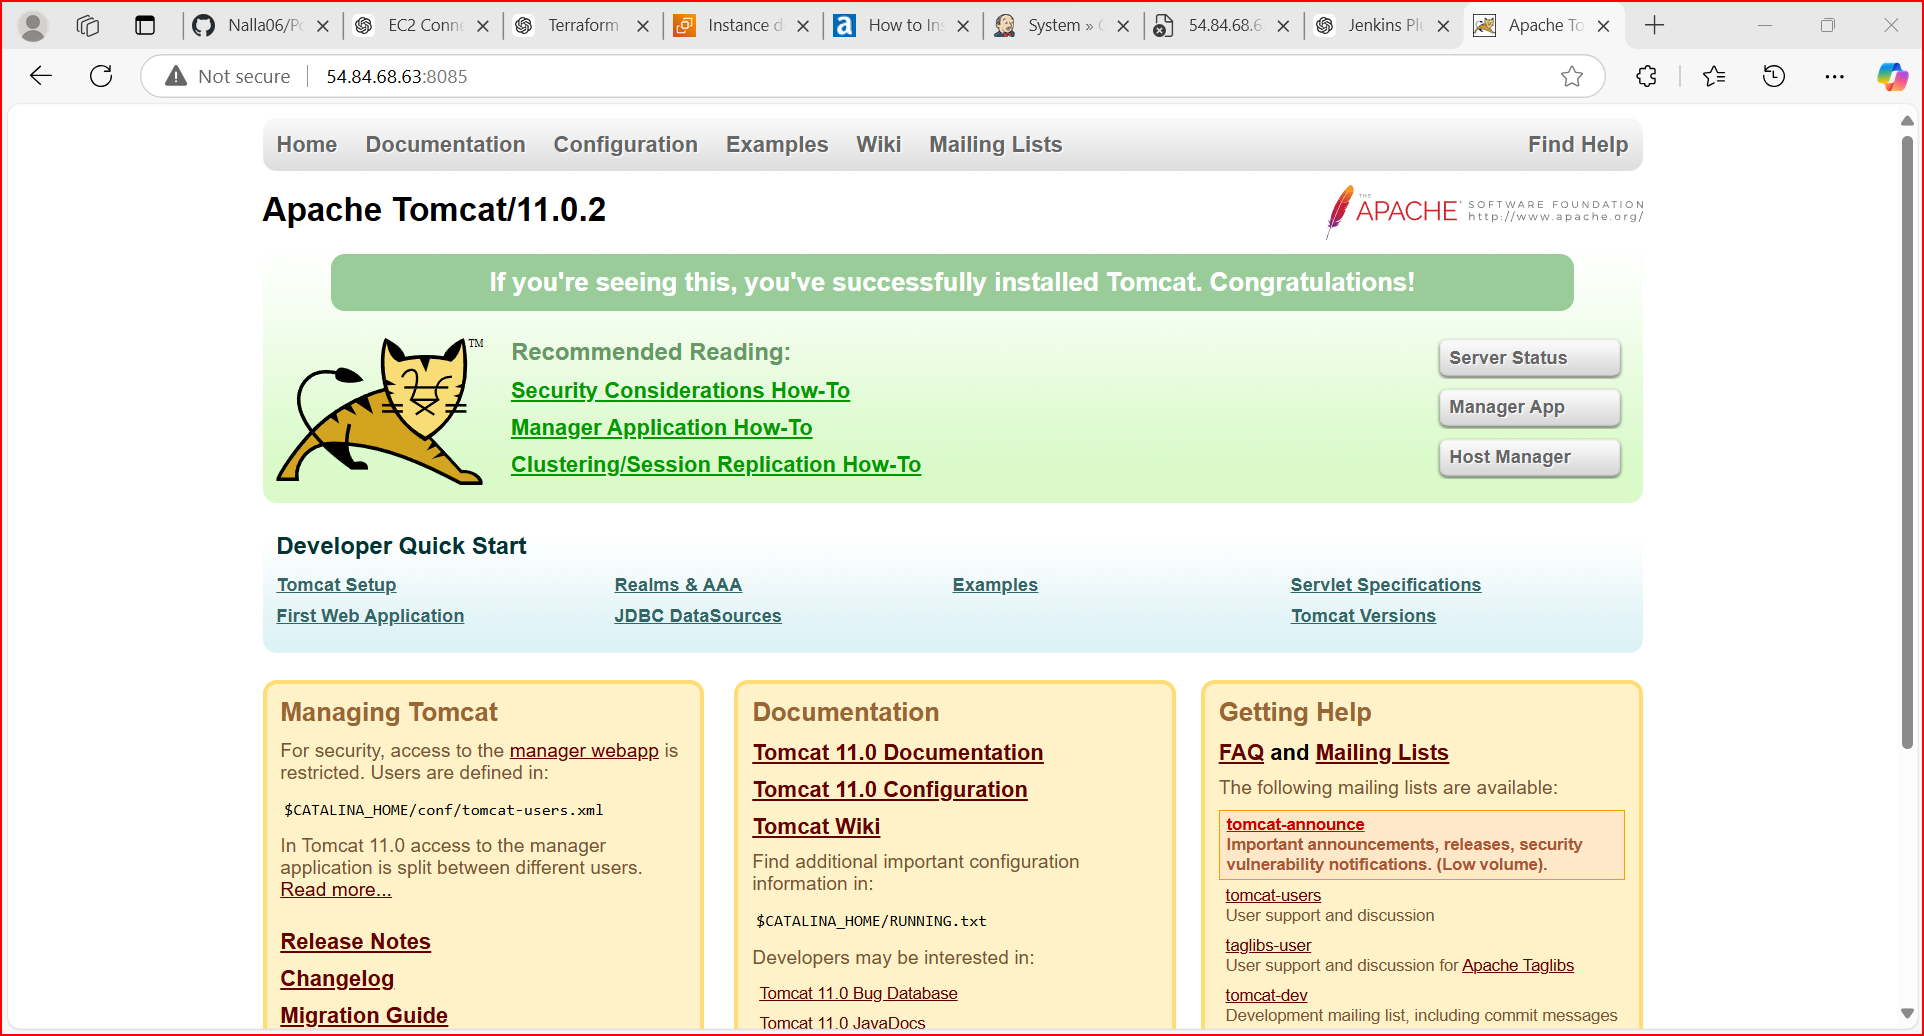 Nalla06/Po
EC2 Conne
Terraform
Instance d
How to Ins
System » C
54.84.68.6
Jenkins Plu
Apache To
Not secure
54.84.68.63:8085
Home Documentation Configuration Examples Wiki Mailing Lists Find Help
Apache Tomcat/11.0.2
THE
APACHE SOFTWARE FOUNDATION
http://www.apache.org/
If you're seeing this, you've successfully installed Tomcat. Congratulations!
TM
Recommended Reading:
Security Considerations How-To
Manager Application How-To
Clustering/Session Replication How-To
Server Status
Manager App
Host Manager
Developer Quick Start
Tomcat Setup
First Web Application
Realms & AAA
JDBC DataSources
Examples
Servlet Specifications
Tomcat Versions
Managing Tomcat
For security, access to the manager webapp is
restricted. Users are defined in:
$CATALINA_HOME/conf/tomcat-users.xml
In Tomcat 11.0 access to the manager
application is split between different users.
Read more...
Release Notes
Changelog
Migration Guide
Documentation
Tomcat 11.0 Documentation
Tomcat 11.0 Configuration
Tomcat Wiki
Find additional important configuration
information in:
$CATALINA_HOME/RUNNING.txt
Developers may be interested in:
Tomcat 11.0 Bug Database
Tomcat 11.0 JavaDocs
Getting Help
FAQ and Mailing Lists
The following mailing lists are available:
tomcat-announce
Important announcements, releases, security
vulnerability notifications. (Low volume).
tomcat-users
User support and discussion
taglibs-user
User support and discussion for Apache Taglibs
tomcat-dev
Development mailing list, including commit messages